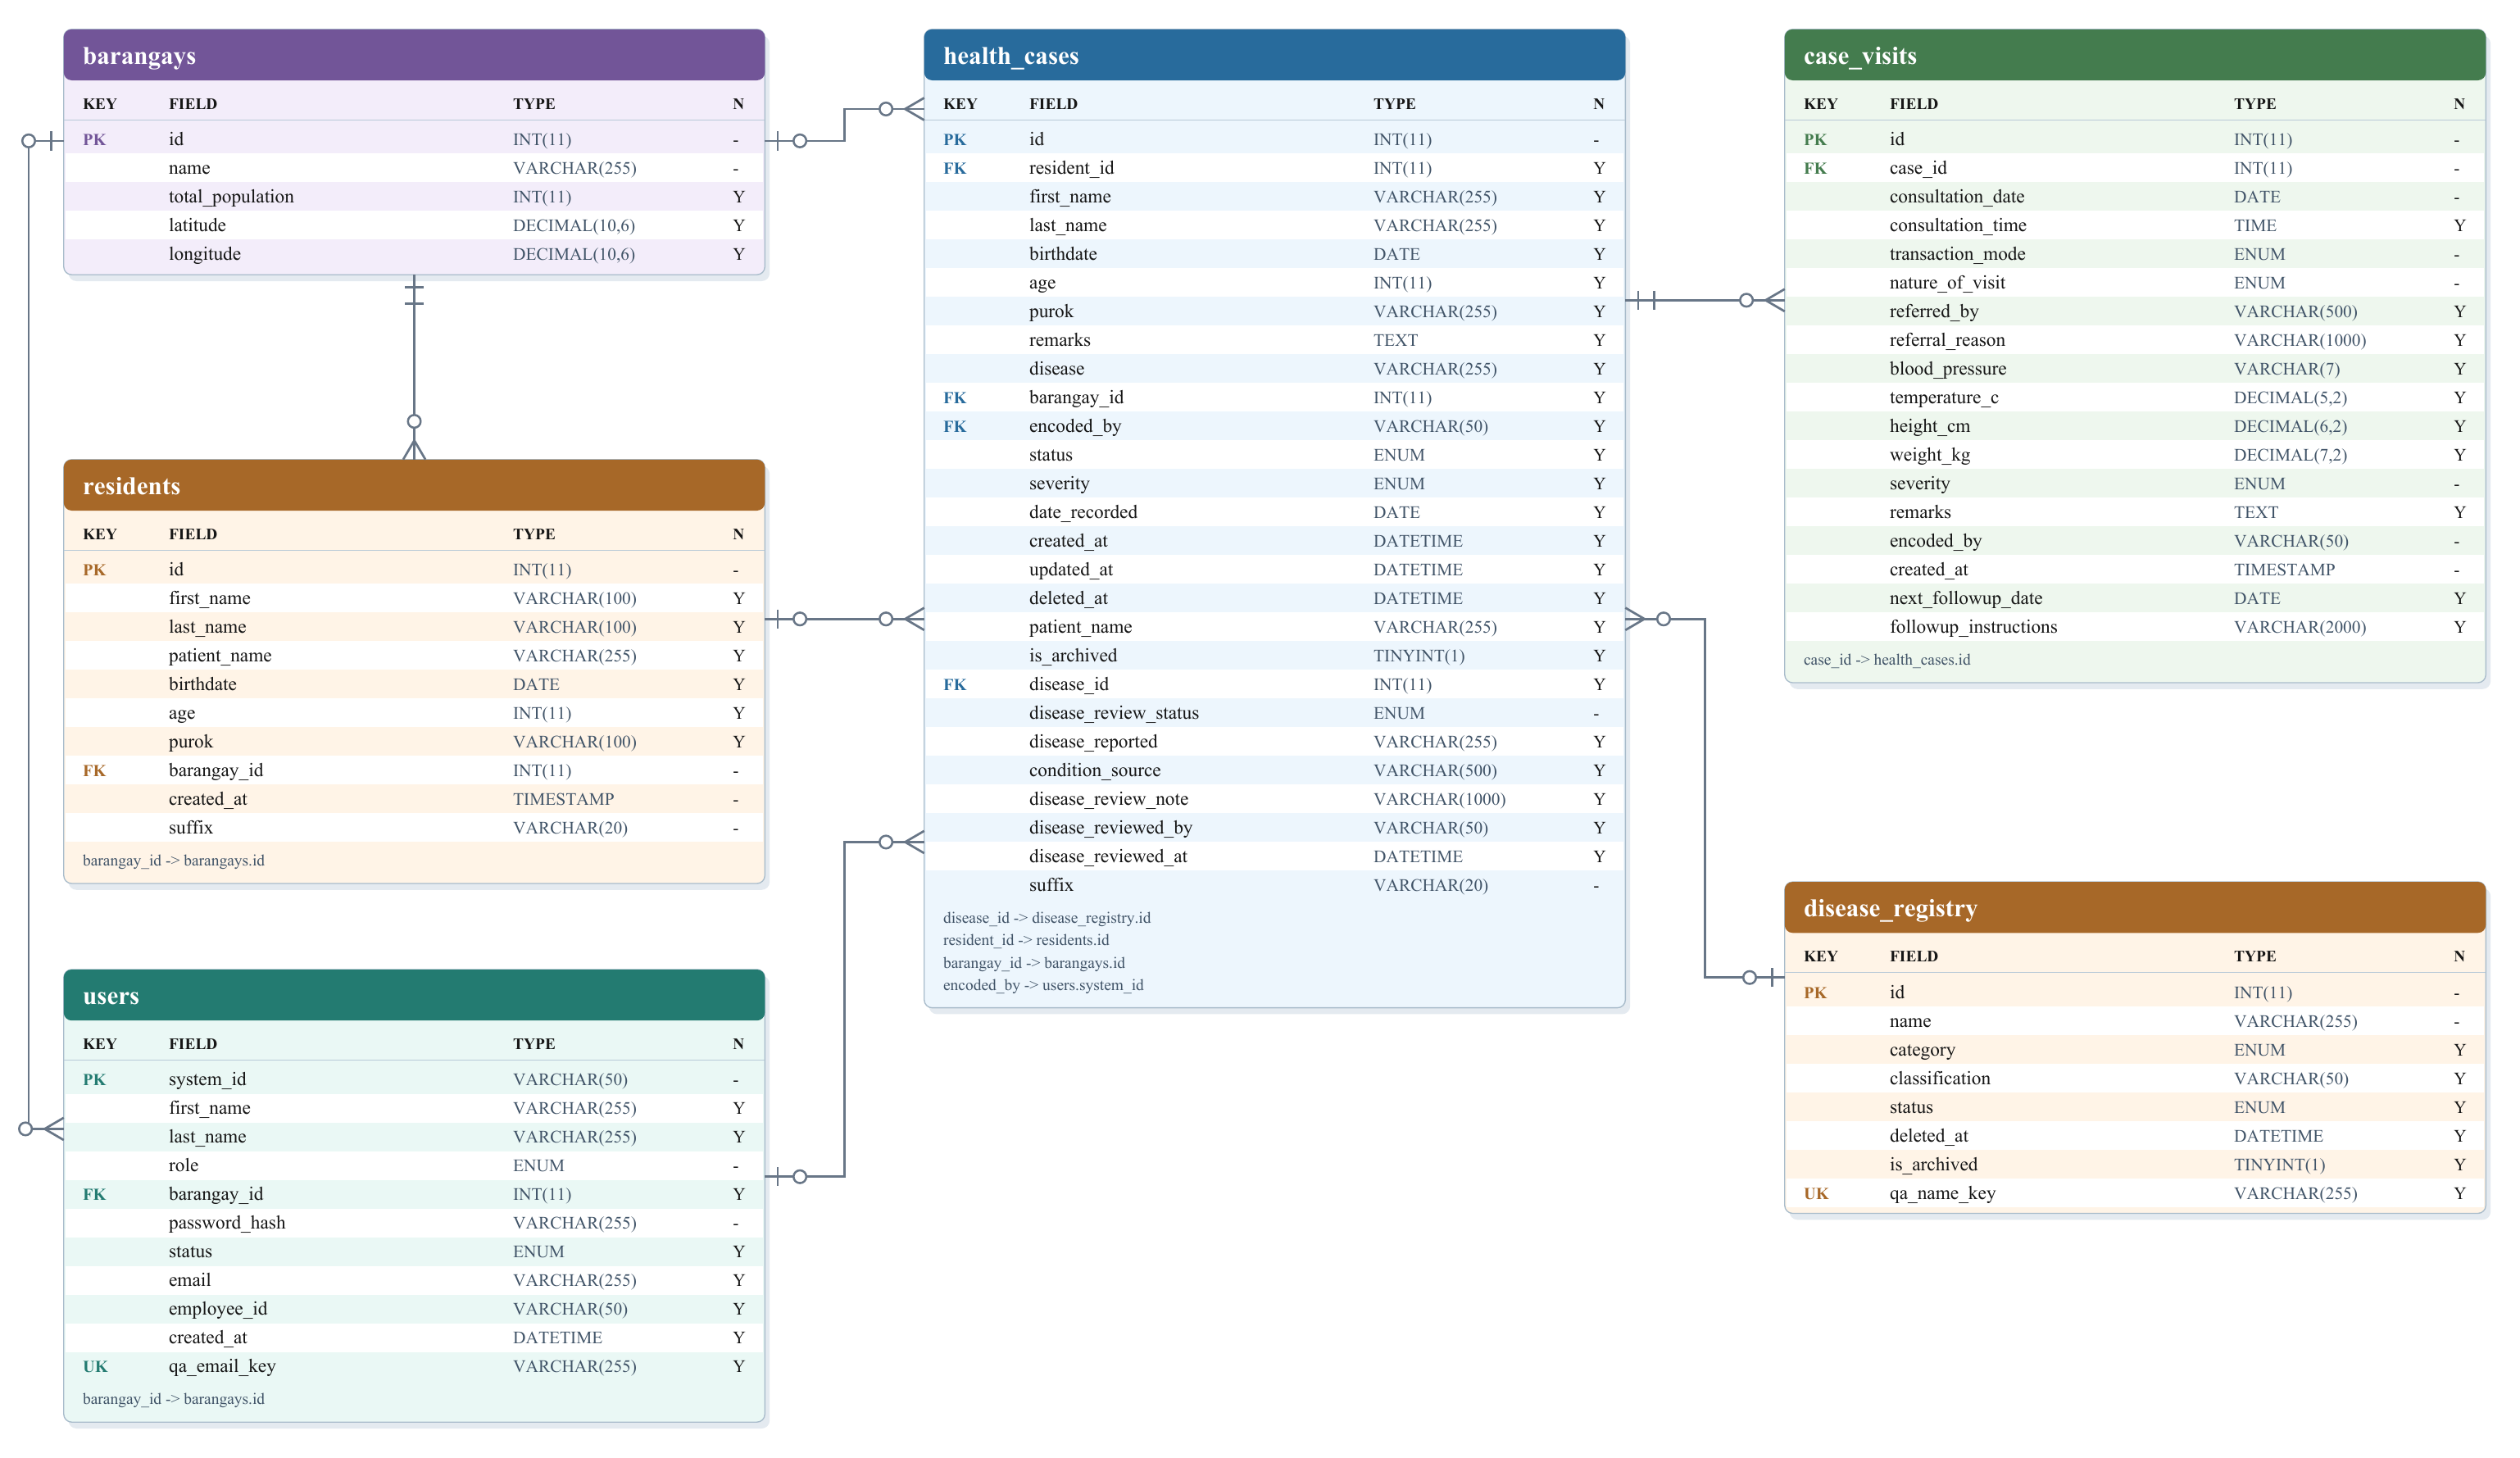 barangays
KEY FIELD TYPE N
PK id INT(11) -
name VARCHAR(255) -
total_population INT(11) Y
latitude DECIMAL(10,6) Y
longitude DECIMAL(10,6) Y
residents
KEY FIELD TYPE N
PK id INT(11) -
first_name VARCHAR(100) Y
last_name VARCHAR(100) Y
patient_name VARCHAR(255) Y
birthdate DATE Y
age INT(11) Y
purok VARCHAR(100) Y
FK barangay_id INT(11) -
created_at TIMESTAMP -
suffix VARCHAR(20) -
barangay_id -> barangays.id
users
KEY FIELD TYPE N
PK system_id VARCHAR(50) -
first_name VARCHAR(255) Y
last_name VARCHAR(255) Y
role ENUM -
FK barangay_id INT(11) Y
password_hash VARCHAR(255) -
status ENUM Y
email VARCHAR(255) Y
employee_id VARCHAR(50) Y
created_at DATETIME Y
UK qa_email_key VARCHAR(255) Y
barangay_id -> barangays.id
health_cases
KEY FIELD TYPE N
PK id INT(11) -
FK resident_id INT(11) Y
first_name VARCHAR(255) Y
last_name VARCHAR(255) Y
birthdate DATE Y
age INT(11) Y
purok VARCHAR(255) Y
remarks TEXT Y
disease VARCHAR(255) Y
FK barangay_id INT(11) Y
FK encoded_by VARCHAR(50) Y
status ENUM Y
severity ENUM Y
date_recorded DATE Y
created_at DATETIME Y
updated_at DATETIME Y
deleted_at DATETIME Y
patient_name VARCHAR(255) Y
is_archived TINYINT(1) Y
FK disease_id INT(11) Y
disease_review_status ENUM -
disease_reported VARCHAR(255) Y
condition_source VARCHAR(500) Y
disease_review_note VARCHAR(1000) Y
disease_reviewed_by VARCHAR(50) Y
disease_reviewed_at DATETIME Y
suffix VARCHAR(20) -
disease_id -> disease_registry.id
resident_id -> residents.id
barangay_id -> barangays.id
encoded_by -> users.system_id
case_visits
KEY FIELD TYPE N
PK id INT(11) -
FK case_id INT(11) -
consultation_date DATE -
consultation_time TIME Y
transaction_mode ENUM -
nature_of_visit ENUM -
referred_by VARCHAR(500) Y
referral_reason VARCHAR(1000) Y
blood_pressure VARCHAR(7) Y
temperature_c DECIMAL(5,2) Y
height_cm DECIMAL(6,2) Y
weight_kg DECIMAL(7,2) Y
severity ENUM -
remarks TEXT Y
encoded_by VARCHAR(50) -
created_at TIMESTAMP -
next_followup_date DATE Y
followup_instructions VARCHAR(2000) Y
case_id -> health_cases.id
disease_registry
KEY FIELD TYPE N
PK id INT(11) -
name VARCHAR(255) -
category ENUM Y
classification VARCHAR(50) Y
status ENUM Y
deleted_at DATETIME Y
is_archived TINYINT(1) Y
UK qa_name_key VARCHAR(255) Y